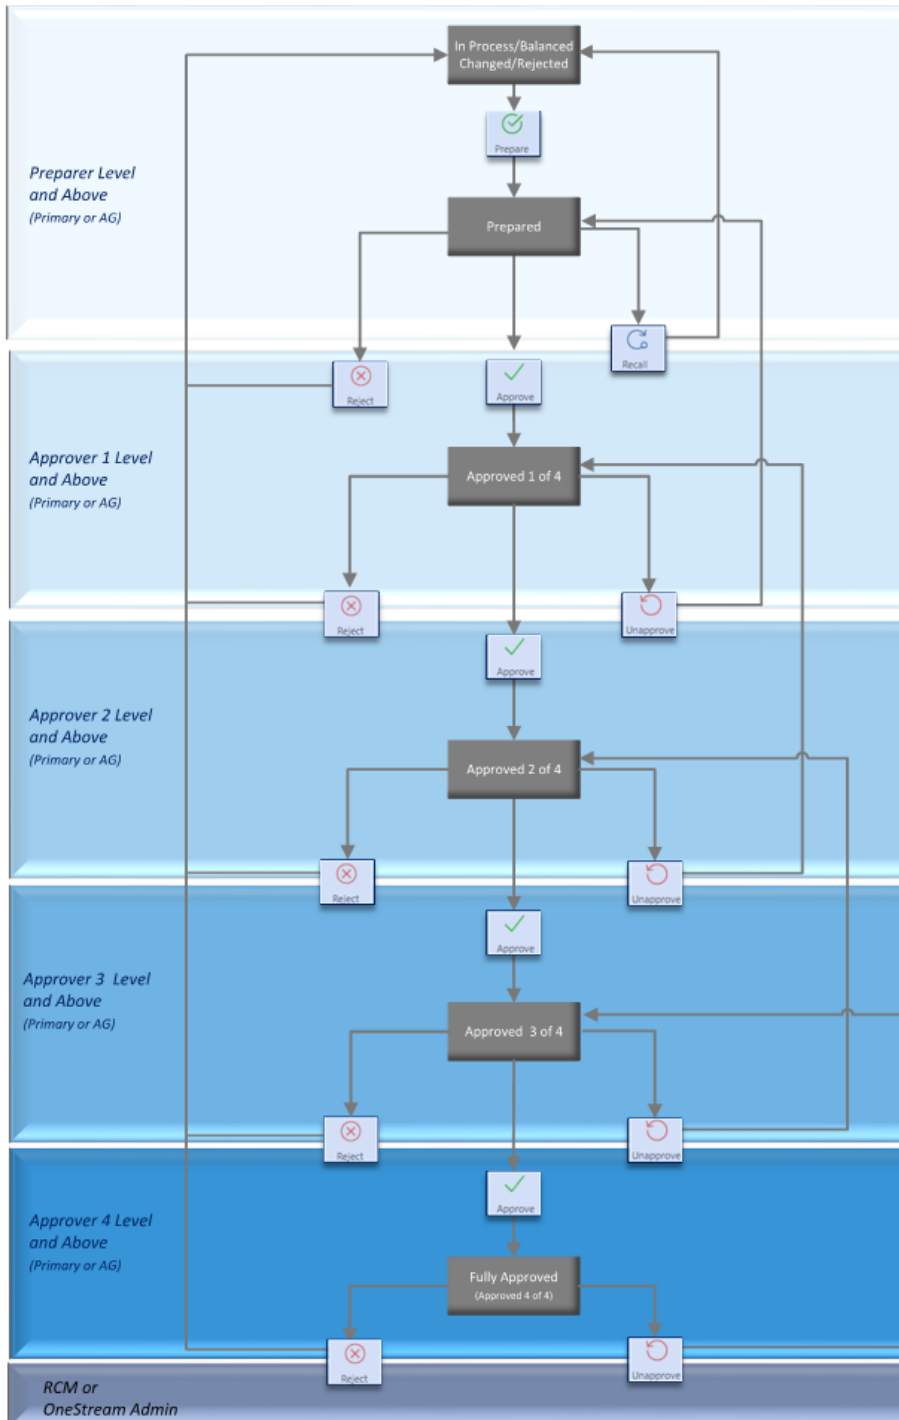 In Process/Balanced
Changed/Rejected
Prepare
Preparer Level
and Above
(Primary or AG)
Prepared
Recall
Reject
Approve
Approver 1 Level
and Above
(Primary or AG)
Approved 1 of 4
Reject
Unapprove
Approve
Approver 2 Level
and Above
(Primary or AG)
Approved 2 of 4
Reject
Unapprove
Approve
Approver 3 Level
and Above
(Primary or AG)
Approved 3 of 4
Reject
Unapprove
Approve
Approver 4 Level
and Above
(Primary or AG)
Fully Approved
(Approved 4 of 4)
Reject
Unapprove
RCM or
OneStream Admin